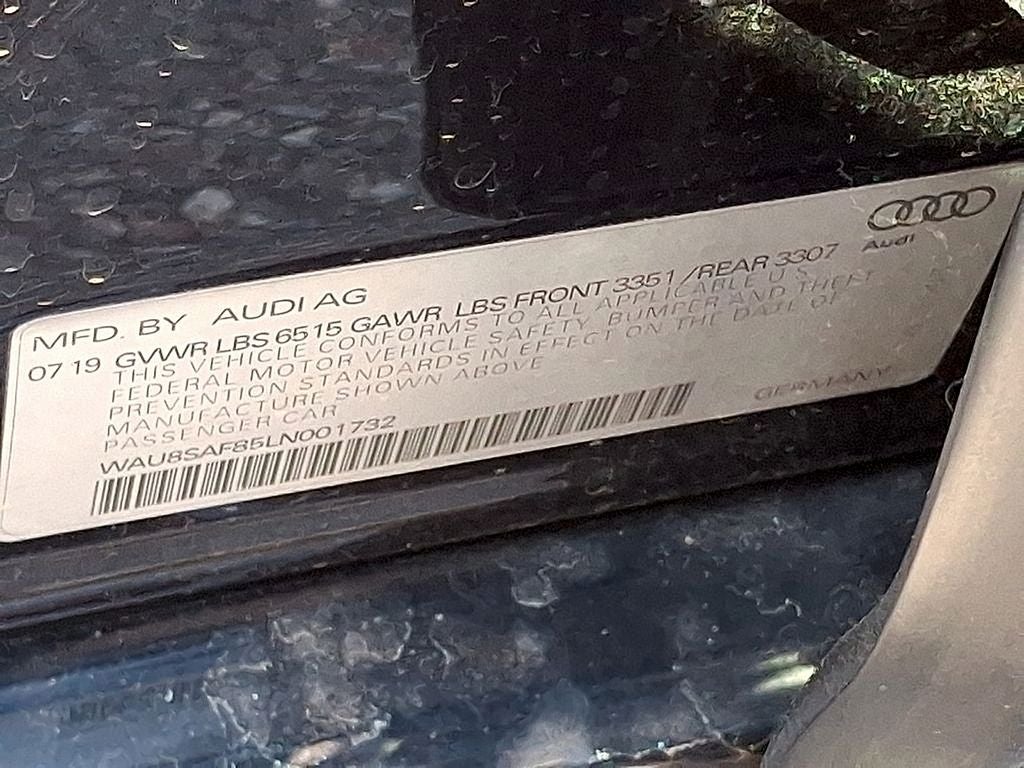 Audi
MFD. BY AUDI AG
07 19 GVWR LBS 6515 GAWR LBS FRONT 3351 /REAR 3307
THIS VEHICLE CONFORMS TO ALL APPLICABLE U S
FEDERAL MOTOR VEHICLE SAFETY, BUMPER AND THEFT
PREVENTION STANDARDS IN EFFECT ON THE DATE OF
MANUFACTURE SHOWN ABOVE
PASSENGER CAR
WAU8SAF85LN001732
GERMANY